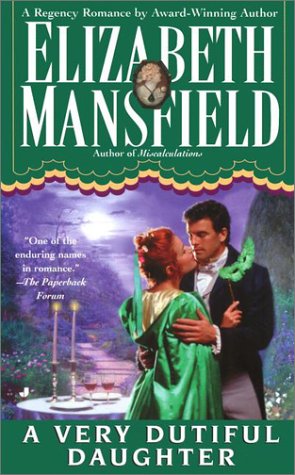 A Regency Romance by Award-Winning Author
ELIZABETH
MANSFIELD
Author of Miscalculations
"One of
the
enduring names
in romance."
—The Paperback
Forum
J
A VERY DUTIFUL
DAUGHTER